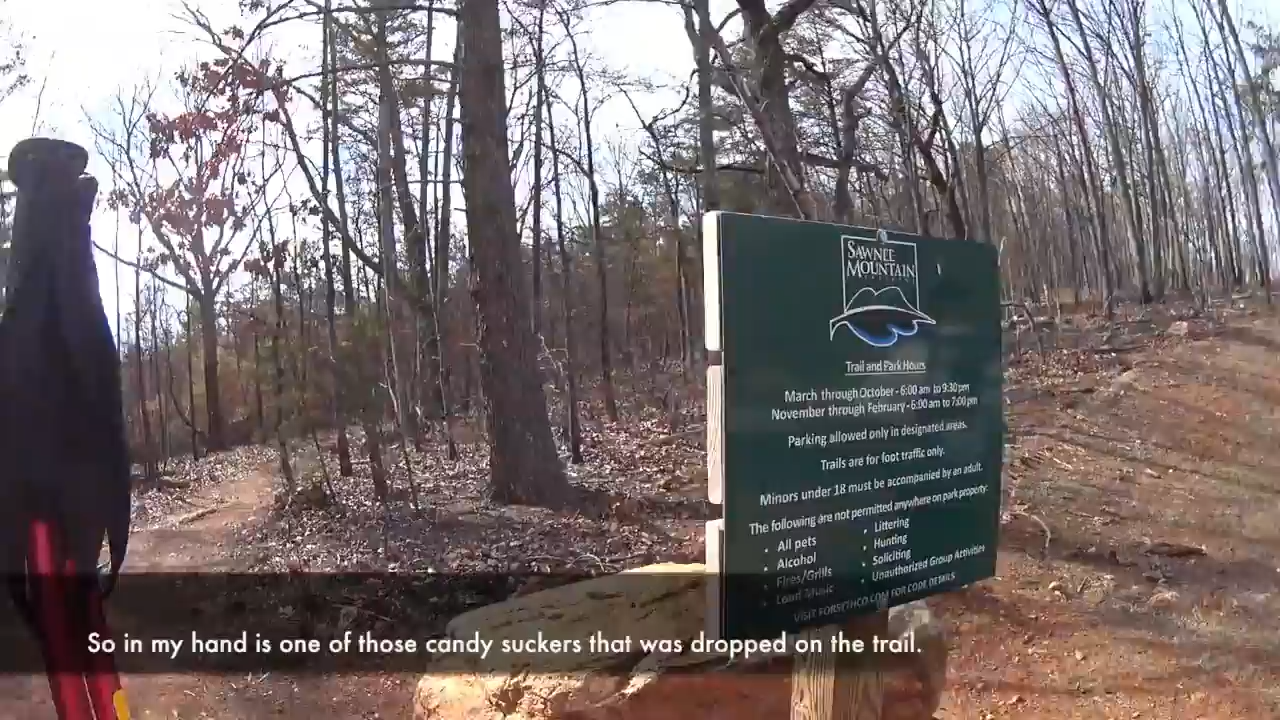 SAWNEE
MOUNTAIN
Trail and Park Hours
March through October - 6:00 am to 9:30 pm
November through February - 6:00 am to 7:00 pm
Parking allowed only in designated areas.
Trails are for foot traffic only.
Minors under 18 must be accompanied by an adult.
The following are not permitted anywhere on park property:
• All pets
• Alcohol
• Fires/Grills
• Loud Music
• Littering
• Hunting
• Soliciting
• Unauthorized Group Activities
VISIT FORSYTHCO.COM FOR CODE DETAILS
So in my hand is one of those candy suckers that was dropped on the trail.